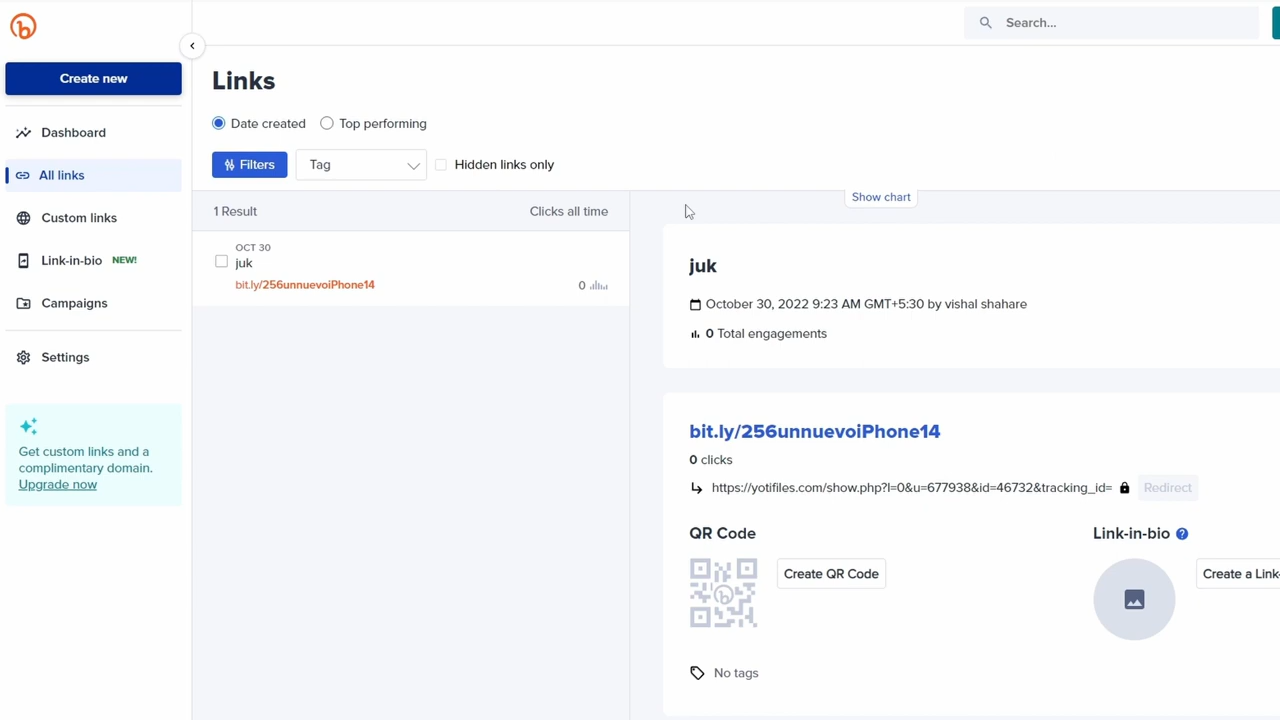 Search...
Create new
Links
Date created
Top performing
Dashboard
Filters
Tag
Hidden links only
All links
Show chart
1 Result
Clicks all time
Custom links
OCT 30
juk
bit.ly/256unnuevoiPhone14
0
Link-in-bio NEW!
Campaigns
Settings
Get custom links and a
complimentary domain.
Upgrade now
juk
October 30, 2022 9:23 AM GMT+5:30 by vishal shahare
0 Total engagements
bit.ly/256unnuevoiPhone14
0 clicks
https://yotifiles.com/show.php?l=0&u=677938&id=46732&tracking_id=
Redirect
QR Code
Create QR Code
Link-in-bio ?
Create a Link-
No tags